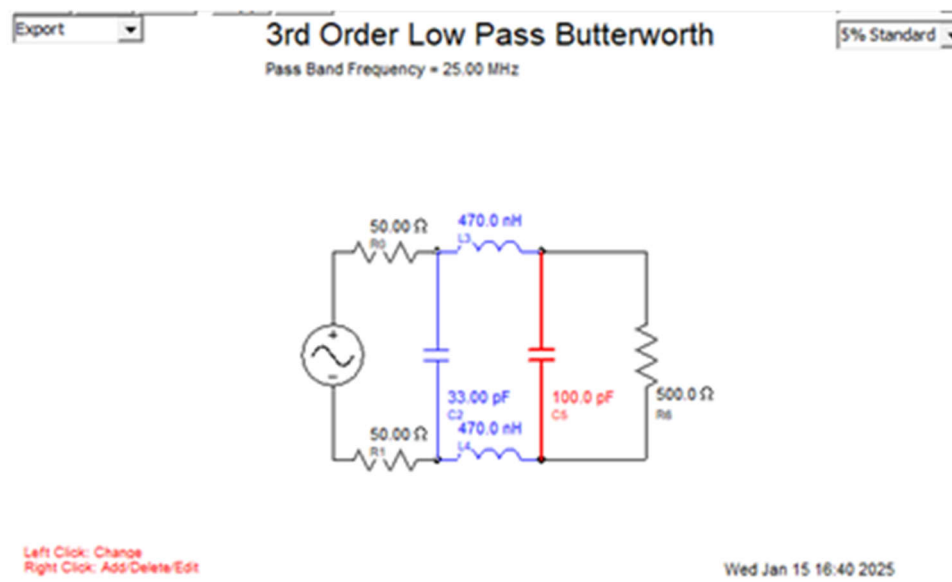 Export
3rd Order Low Pass Butterworth
5% Standard
Pass Band Frequency = 25.00 MHz
50.00 Ω
R0
470.0 nH
L3
+
−
33.00 pF
C2
100.0 pF
C5
500.0 Ω
R6
50.00 Ω
R1
470.0 nH
L4
Left Click: Change
Right Click: Add/Delete/Edit
Wed Jan 15 16:40 2025